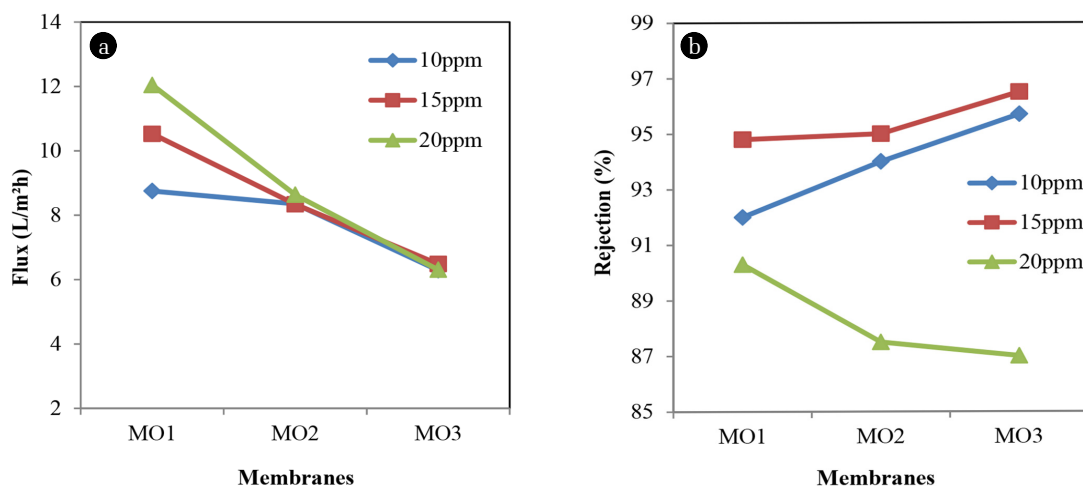 a
14
12
10
8
6
4
2
Flux (L/m²h)
10ppm
15ppm
20ppm
MO1 MO2 MO3
Membranes
b
99
97
95
93
91
89
87
85
Rejection (%)
10ppm
15ppm
20ppm
MO1 MO2 MO3
Membranes